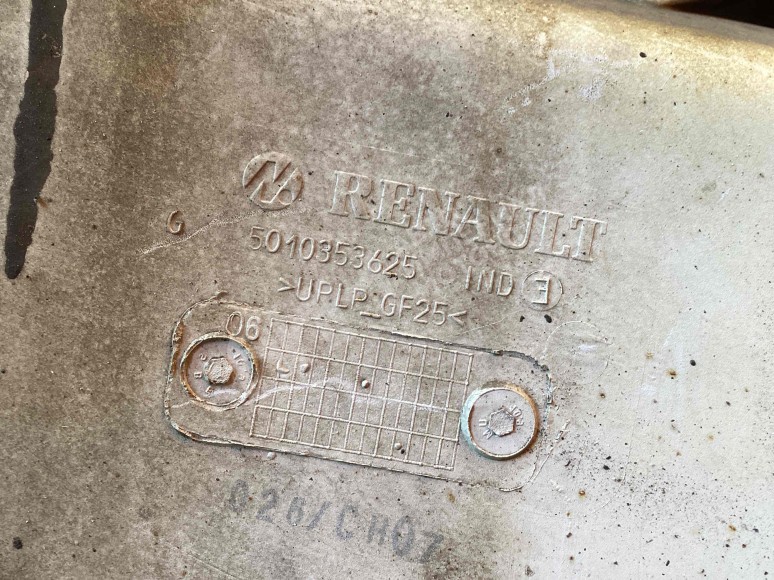 RENAULT
G
5010353625 IND E
>UPLP_GF25<
06